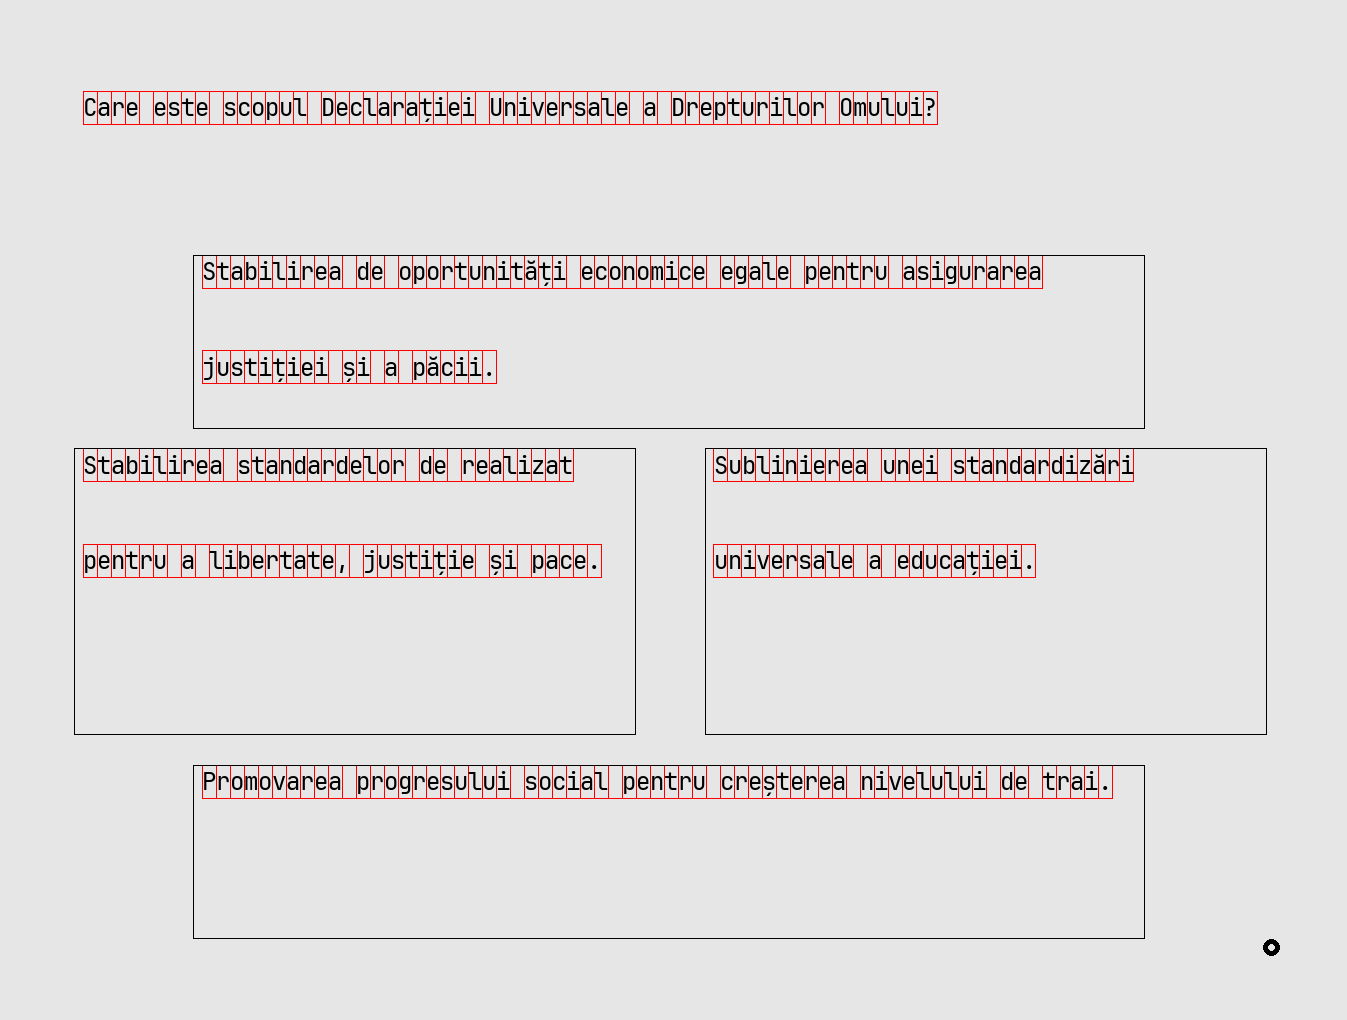 Care este scopul Declarației Universale a Drepturilor Omului?
Stabilirea de oportunități economice egale pentru asigurarea
justiției și a păcii.
Stabilirea standardelor de realizat
pentru a libertate, justiție și pace.
Sublinierea unei standardizări
universale a educației.
Promovarea progresului social pentru creșterea nivelului de trai.